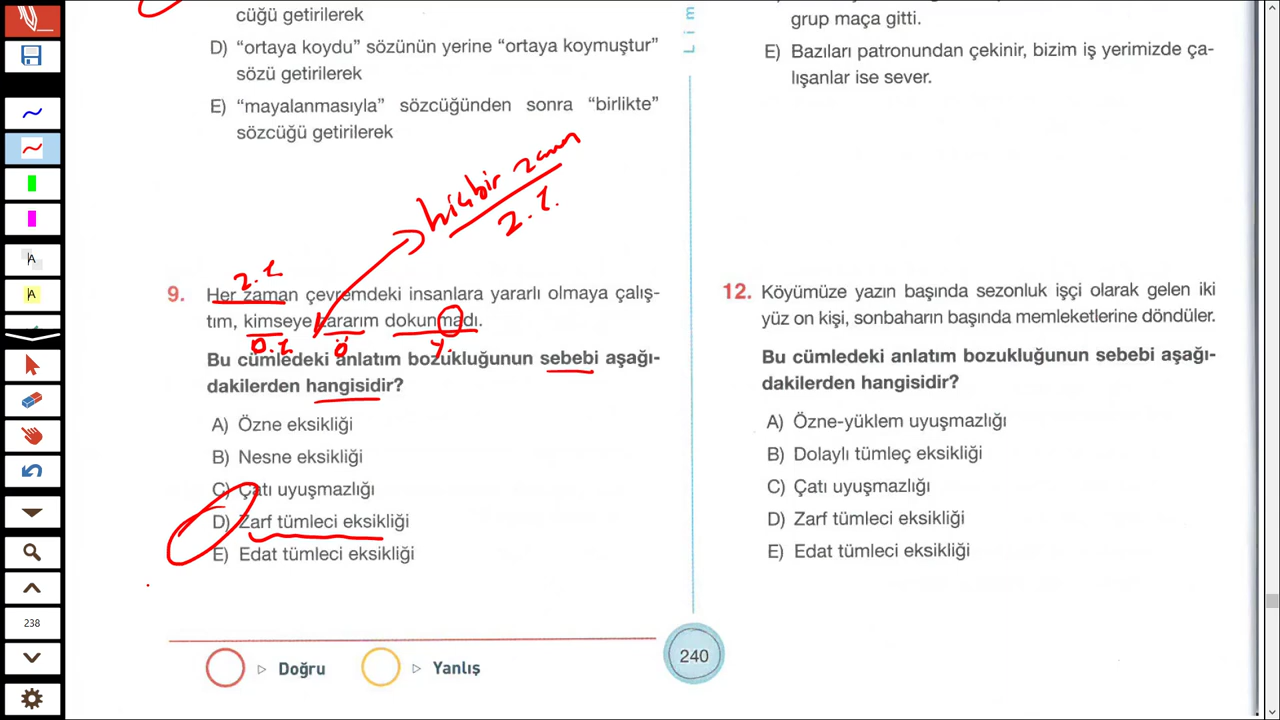 cüğü getirilerek
D) “ortaya koydu” sözünün yerine “ortaya koymuştur”
sözü getirilerek
E) “mayalanmasıyla” sözcüğünden sonra “birlikte”
sözcüğü getirilerek
hiçbir zaman
z.t.
z.t
9. Her zaman çevremdeki insanlara yararlı olmaya çalış-
tım, kimseye zararım dokunmadı.
D.t ö y.
Bu cümledeki anlatım bozukluğunun sebebi aşağı-
dakilerden hangisidir?
A) Özne eksikliği
B) Nesne eksikliği
C) Çatı uyuşmazlığı
D) Zarf tümleci eksikliği
E) Edat tümleci eksikliği
Doğru
Yanlış
Lim
grup maça gitti.
E) Bazıları patronundan çekinir, bizim iş yerimizde ça-
lışanlar ise sever.
12. Köyümüze yazın başında sezonluk işçi olarak gelen iki
yüz on kişi, sonbaharın başında memleketlerine döndüler.
Bu cümledeki anlatım bozukluğunun sebebi aşağı-
dakilerden hangisidir?
A) Özne-yüklem uyuşmazlığı
B) Dolaylı tümleç eksikliği
C) Çatı uyuşmazlığı
D) Zarf tümleci eksikliği
E) Edat tümleci eksikliği
240
A
A
238